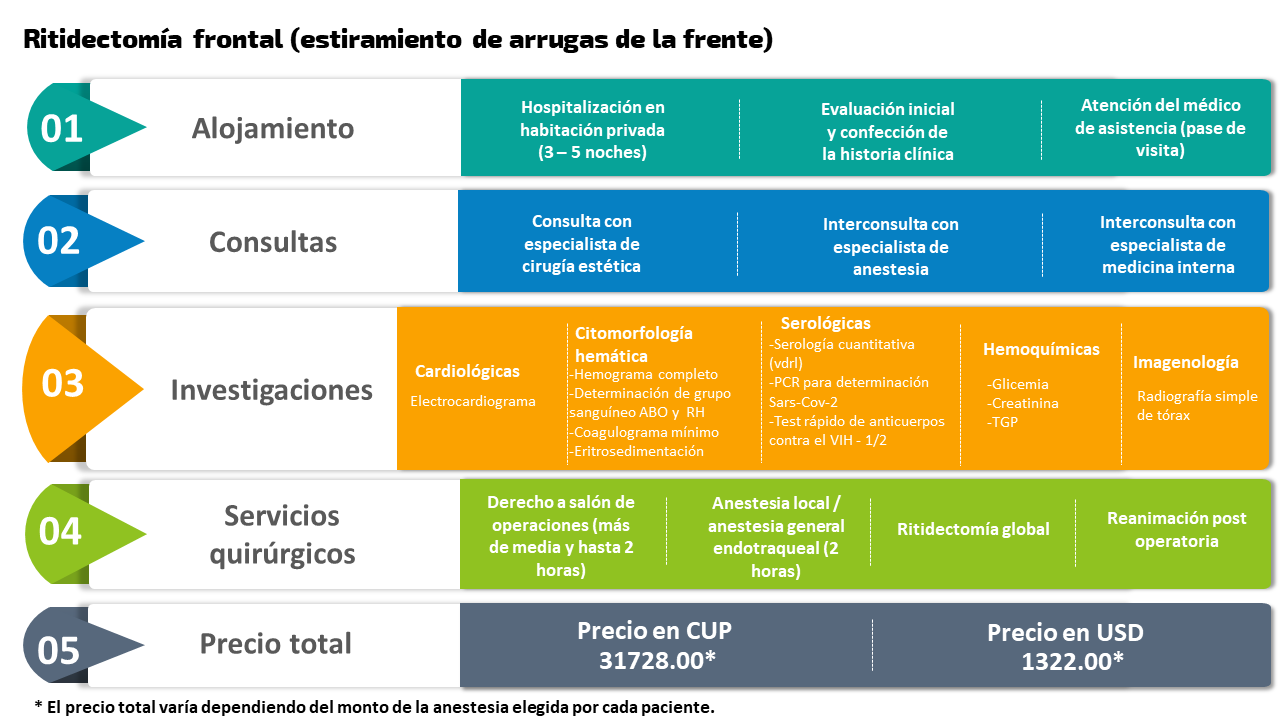 Ritidectomía frontal (estiramiento de arrugas de la frente)
01
Alojamiento
Hospitalización en
habitación privada
(3 – 5 noches)
Evaluación inicial
y confección de
la historia clínica
Atención del médico
de asistencia (pase de
visita)
02
Consultas
Consulta con
especialista de
cirugía estética
Interconsulta con
especialista de
anestesia
Interconsulta con
especialista de
medicina interna
03
Investigaciones
Cardiológicas
Electrocardiograma
Citomorfología
hemática
-Hemograma completo
-Determinación de grupo
sanguíneo ABO y RH
-Coagulograma mínimo
-Eritrosedimentación
Serológicas
-Serología cuantitativa
(vdrl)
-PCR para determinación
Sars-Cov-2
-Test rápido de anticuerpos
contra el VIH - 1/2
Hemoquímicas
-Glicemia
-Creatinina
-TGP
Imagenología
Radiografía simple
de tórax
04
Servicios
quirúrgicos
Derecho a salón de
operaciones (más
de media y hasta 2
horas)
Anestesia local /
anestesia general
endotraqueal (2
horas)
Ritidectomía global
Reanimación post
operatoria
05
Precio total
Precio en CUP
31728.00*
Precio en USD
1322.00*
* El precio total varía dependiendo del monto de la anestesia elegida por cada paciente.